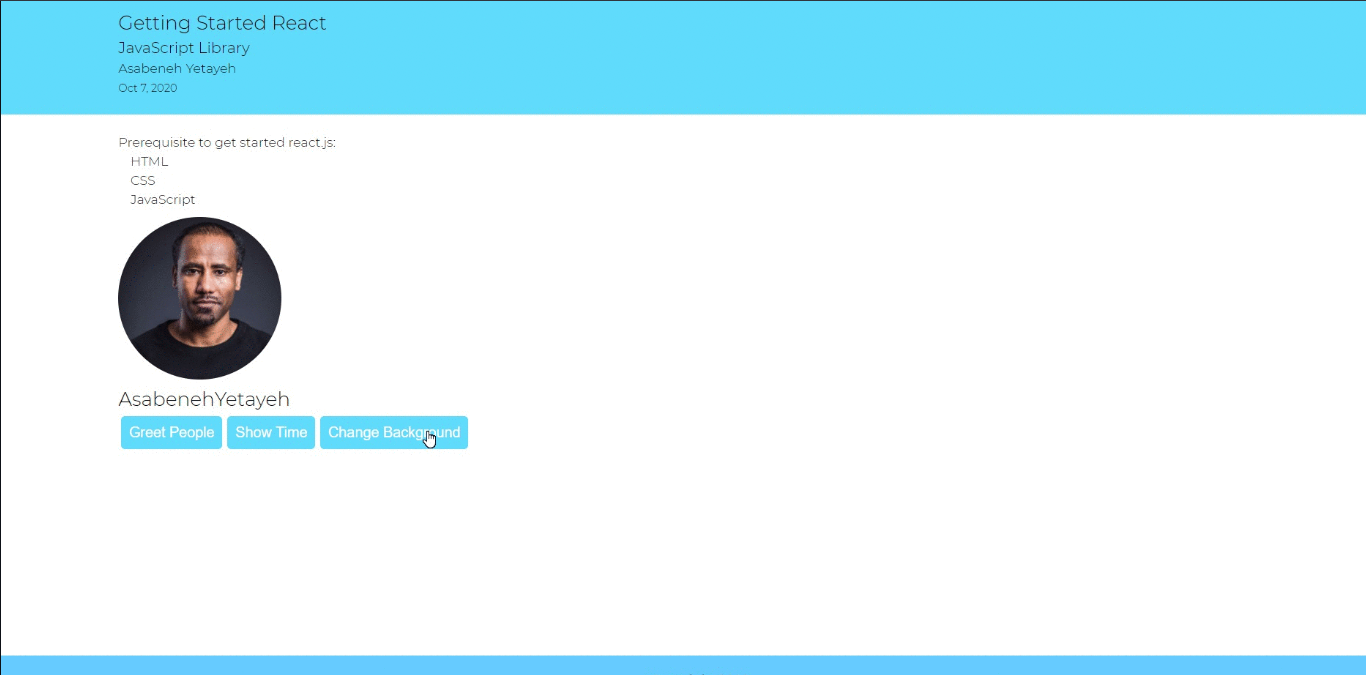 Getting Started React
JavaScript Library
Asabeneh Yetayeh
Oct 7, 2020
Prerequisite to get started react.js:
HTML
CSS
JavaScript
AsabenehYetayeh
Greet People
Show Time
Change Background